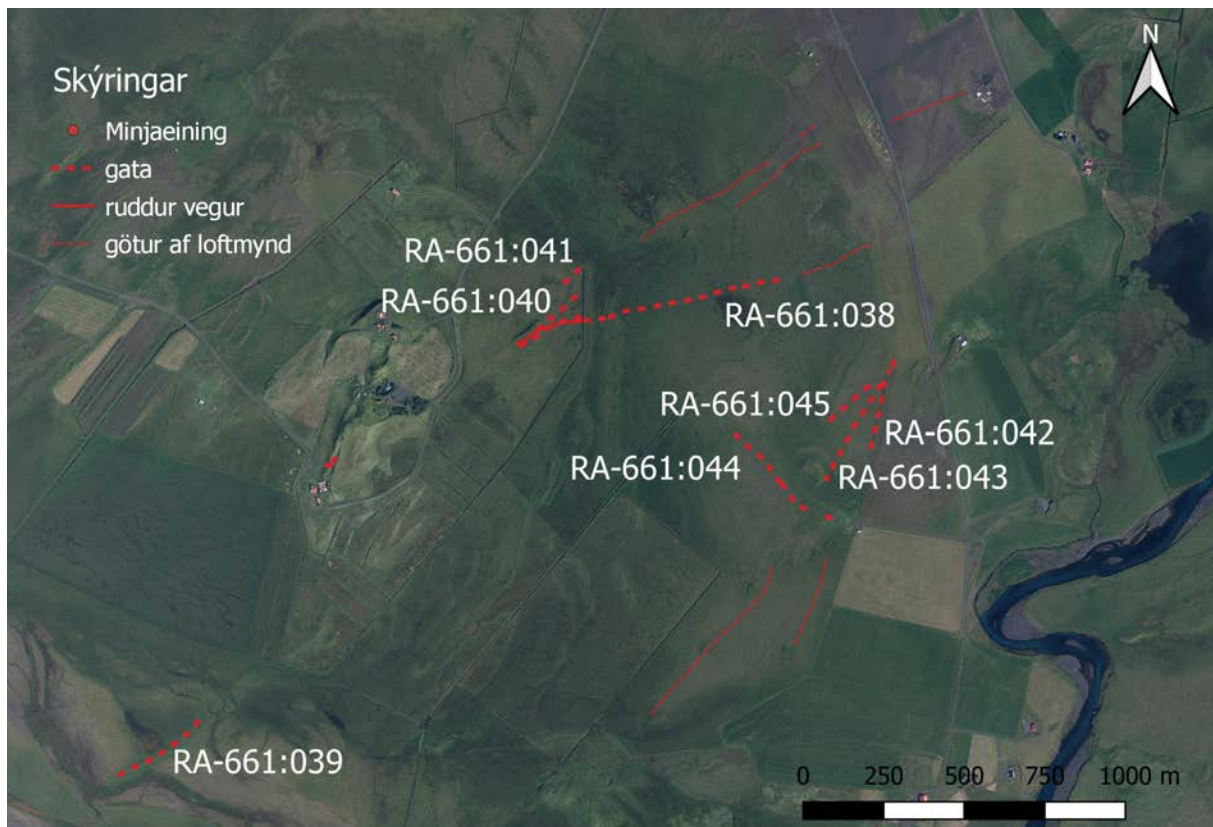 N
Skýringar
Minjaeining
gata
ruddur vegur
götur af loftmynd
RA-661:041
RA-661:040
RA-661:038
RA-661:045
RA-661:042
RA-661:044
RA-661:043
RA-661:039
0 250 500 750 1000 m